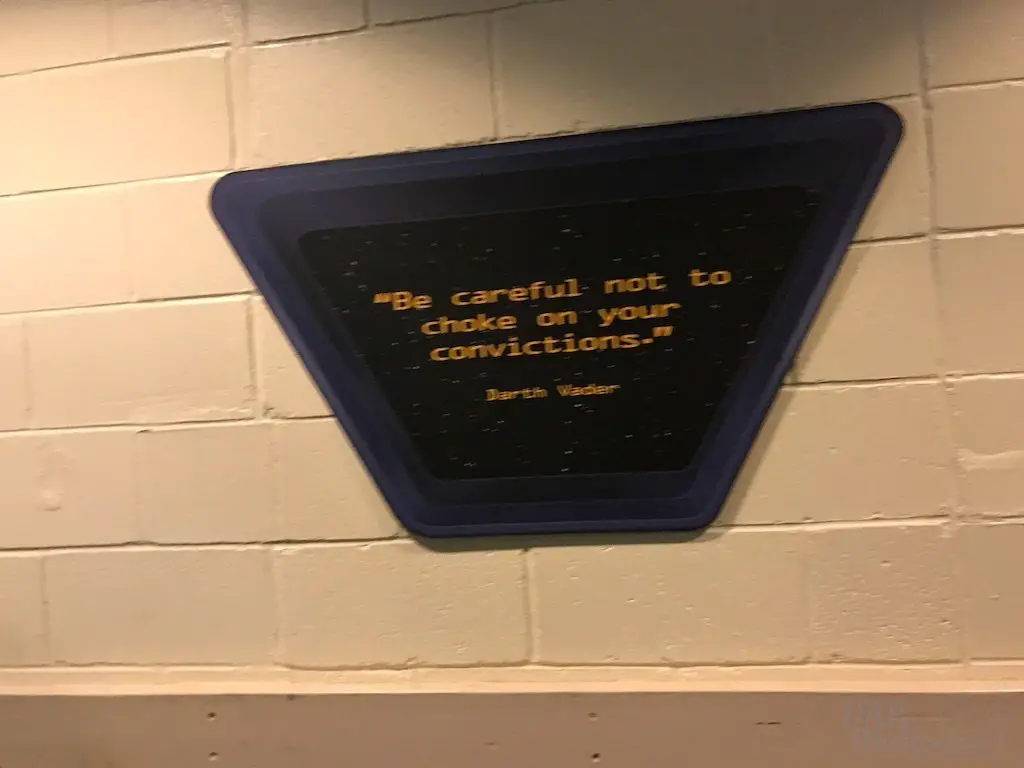 “Be careful not to
choke on your
convictions.”
Darth Vader